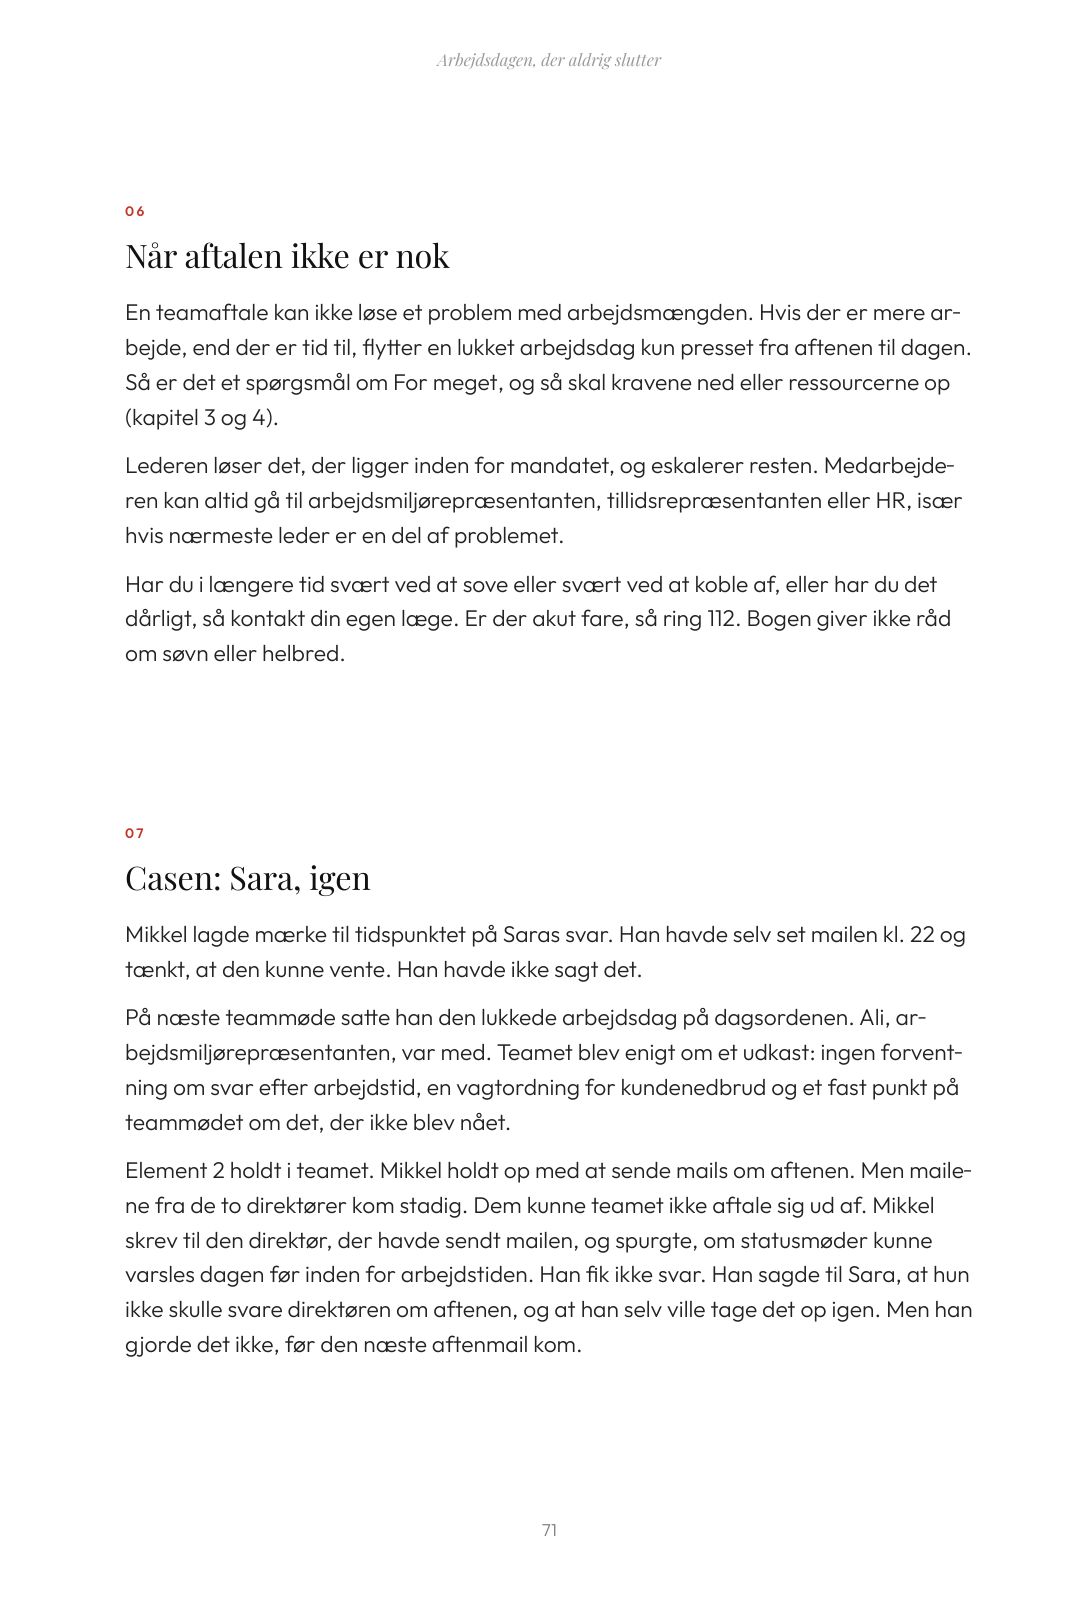 Arbejdsdagen, der aldrig slutter
06
Når aftalen ikke er nok
En teamaftale kan ikke løse et problem med arbejdsmængden. Hvis der er mere ar-
bejde, end der er tid til, flytter en lukket arbejdsdag kun presset fra aftenen til dagen.
Så er det et spørgsmål om For meget, og så skal kravene ned eller ressourcerne op
(kapitel 3 og 4).
Lederen løser det, der ligger inden for mandatet, og eskalerer resten. Medarbejde-
ren kan altid gå til arbejdsmiljørepræsentanten, tillidsrepræsentanten eller HR, især
hvis nærmeste leder er en del af problemet.
Har du i længere tid svært ved at sove eller svært ved at koble af, eller har du det
dårligt, så kontakt din egen læge. Er der akut fare, så ring 112. Bogen giver ikke råd
om søvn eller helbred.
07
Casen: Sara, igen
Mikkel lagde mærke til tidspunktet på Saras svar. Han havde selv set mailen kl. 22 og
tænkt, at den kunne vente. Han havde ikke sagt det.
På næste teammøde satte han den lukkede arbejdsdag på dagsordenen. Ali, ar-
bejdsmiljørepræsentanten, var med. Teamet blev enigt om et udkast: ingen forvent-
ning om svar efter arbejdstid, en vagtordning for kundenedbrud og et fast punkt på
teammødet om det, der ikke blev nået.
Element 2 holdt i teamet. Mikkel holdt op med at sende mails om aftenen. Men maile-
ne fra de to direktører kom stadig. Dem kunne teamet ikke aftale sig ud af. Mikkel
skrev til den direktør, der havde sendt mailen, og spurgte, om statusmøder kunne
varsles dagen før inden for arbejdstiden. Han fik ikke svar. Han sagde til Sara, at hun
ikke skulle svare direktøren om aftenen, og at han selv ville tage det op igen. Men han
gjorde det ikke, før den næste aftenmail kom.
71